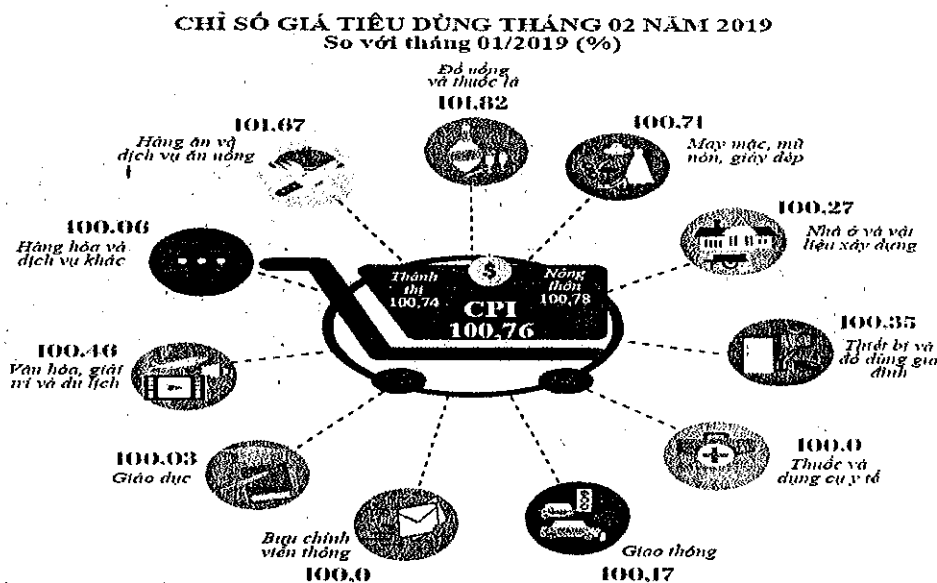 CHỈ SỐ GIÁ TIÊU DÙNG THÁNG 02 NĂM 2019
So với tháng 01/2019 (%)
Đồ uống
và thuốc lá
101,82
101,67
Hàng ăn và
dịch vụ ăn uống
100,71
May mặc, mũ
nón, giày dép
100,06
Hàng hóa và
dịch vụ khác
100,27
Nhà ở và vật
liệu xây dựng
Thành
thị
100,74
$
Nông
thôn
100,78
CPI
100,76
100,46
Văn hóa, giải
trí và du lịch
100,35
Thiết bị và
đồ dùng gia
đình
100,03
Giáo dục
100,0
Thuốc và
dụng cụ y tế
Bưu chính
viễn thông
100,0
Giao thông
100,17